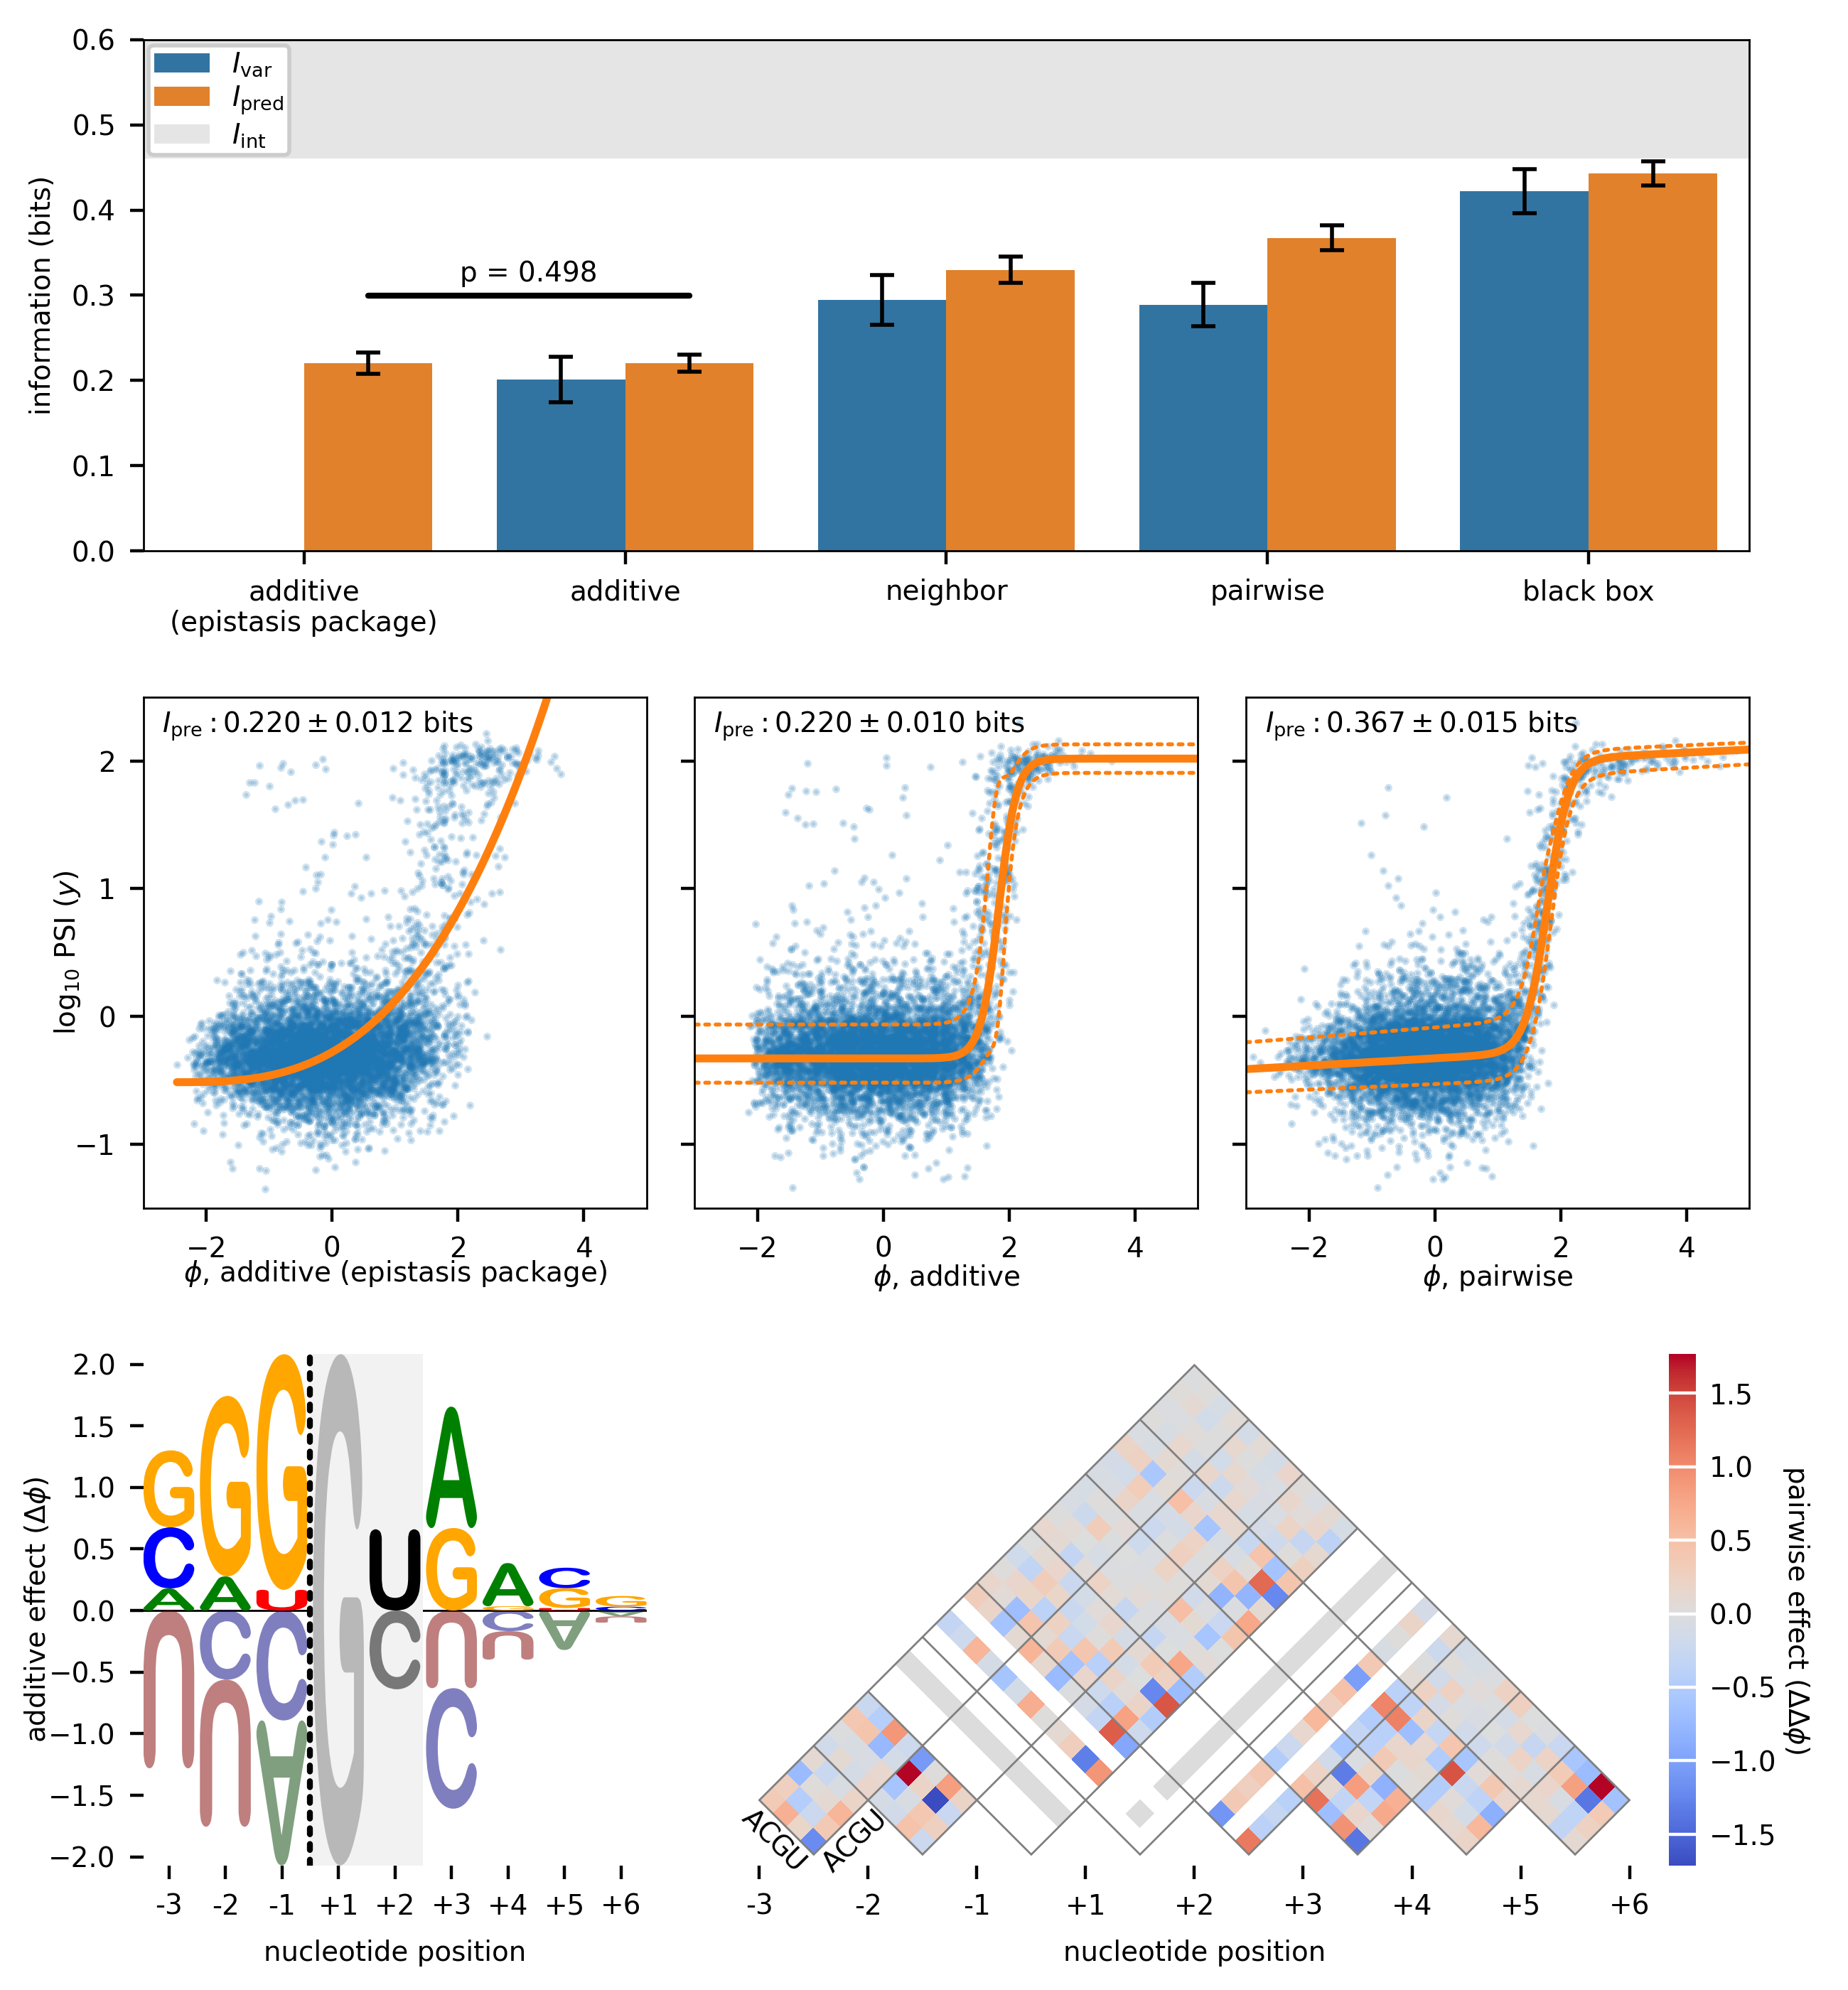 0.6
0.5
0.4
0.3
0.2
0.1
0.0
information (bits)
I_var
I_pred
I_int
p = 0.498
additive
(epistasis package)
additive
neighbor
pairwise
black box
I_pre : 0.220 ± 0.012 bits
I_pre : 0.220 ± 0.010 bits
I_pre : 0.367 ± 0.015 bits
2
1
0
−1
log₁₀ PSI (y)
−2 0 2 4
ϕ, additive (epistasis package)
−2 0 2 4
ϕ, additive
−2 0 2 4
ϕ, pairwise
2.0
1.5
1.0
0.5
0.0
−0.5
−1.0
−1.5
−2.0
additive effect (Δϕ)
G C A U
G A C U
G U C A
G C
U C
A G U C
A G C U
C G U A
G C A U
-3 -2 -1 +1 +2 +3 +4 +5 +6
nucleotide position
ACGU
ACGU
-3 -2 -1 +1 +2 +3 +4 +5 +6
nucleotide position
1.5
1.0
0.5
0.0
−0.5
−1.0
−1.5
pairwise effect (ΔΔϕ)